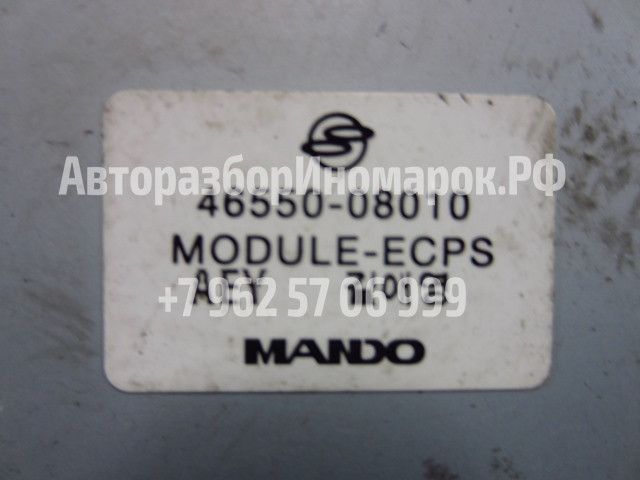 АвторазборИномарок.РФ
46550-08010
MODULE-ECPS
+7 962 57 06 999
MANDO